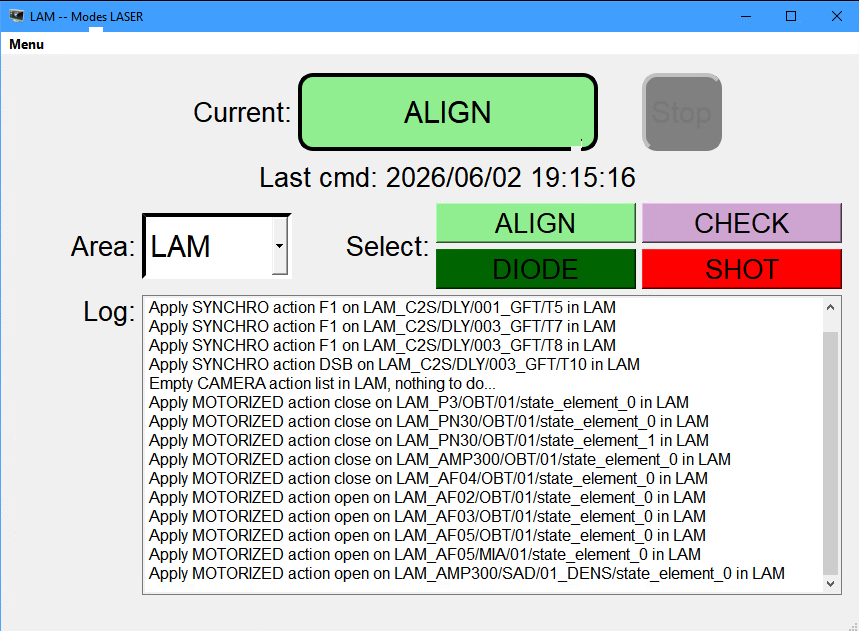 LAM -- Modes LASER
Menu
Current: ALIGN Stop
Last cmd: 2026/06/02 19:15:16
Area: LAM Select: ALIGN CHECK
DIODE SHOT
Log:
Apply SYNCHRO action F1 on LAM_C2S/DLY/001_GFT/T5 in LAM
Apply SYNCHRO action F1 on LAM_C2S/DLY/003_GFT/T7 in LAM
Apply SYNCHRO action F1 on LAM_C2S/DLY/003_GFT/T8 in LAM
Apply SYNCHRO action DSB on LAM_C2S/DLY/003_GFT/T10 in LAM
Empty CAMERA action list in LAM, nothing to do...
Apply MOTORIZED action close on LAM_P3/OBT/01/state_element_0 in LAM
Apply MOTORIZED action close on LAM_PN30/OBT/01/state_element_0 in LAM
Apply MOTORIZED action close on LAM_PN30/OBT/01/state_element_1 in LAM
Apply MOTORIZED action close on LAM_AMP300/OBT/01/state_element_0 in LAM
Apply MOTORIZED action close on LAM_AF04/OBT/01/state_element_0 in LAM
Apply MOTORIZED action open on LAM_AF02/OBT/01/state_element_0 in LAM
Apply MOTORIZED action open on LAM_AF03/OBT/01/state_element_0 in LAM
Apply MOTORIZED action open on LAM_AF05/OBT/01/state_element_0 in LAM
Apply MOTORIZED action open on LAM_AF05/MIA/01/state_element_0 in LAM
Apply MOTORIZED action open on LAM_AMP300/SAD/01_DENS/state_element_0 in LAM